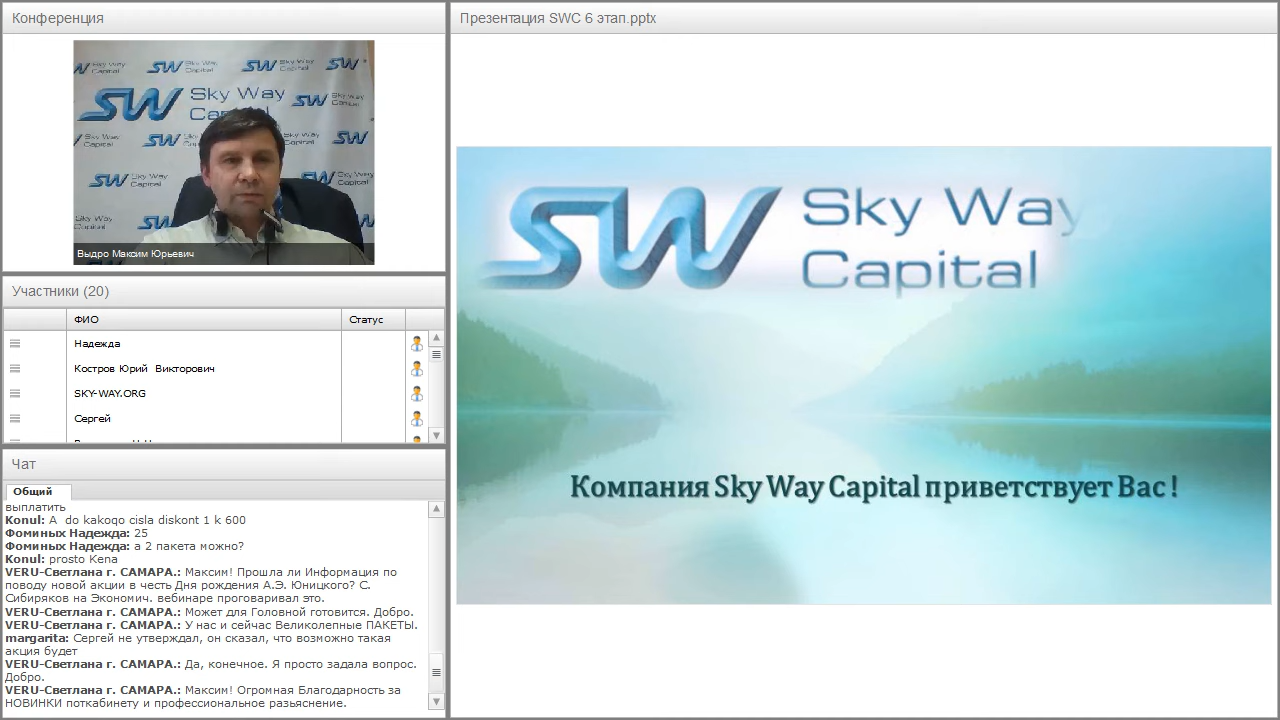 Конференция
Sky Way
Capital
SW Sky Way
Capital
Выдро Максим Юрьевич
Участники (20)
ФИО Статус
Надежда
Костров Юрий Викторович
SKY-WAY.ORG
Сергей
Чат
Общий
выплатить
Konul: A do kakoqo cisla diskont 1 k 600
Фоминых Надежда: 25
Фоминых Надежда: а 2 пакета можно?
Konul: prosto Kena
VERU-Светлана г. САМАРА.: Максим! Прошла ли Информация по
поводу новой акции в честь Дня рождения А.Э. Юницкого? С.
Сибиряков на Экономич. вебинаре проговаривал это.
VERU-Светлана г. САМАРА.: Может для Головной готовится. Добро.
VERU-Светлана г. САМАРА.: У нас и сейчас Великолепные ПАКЕТЫ.
margarita: Сергей не утверждал, он сказал, что возможно такая
акция будет
VERU-Светлана г. САМАРА.: Да, конечное. Я просто задала вопрос.
Добро.
VERU-Светлана г. САМАРА.: Максим! Огромная Благодарность за
НОВИНКИ поткабинету и профессиональное разьяснение.
Презентация SWC 6 этап.pptx
SW Sky Way
Capital
Компания Sky Way Capital приветствует Вас !